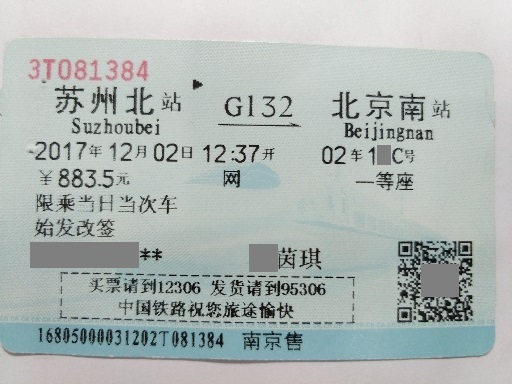 3T081384
苏州北站 G132 北京南站
Suzhoubei Beijingnan
2017年12月02日12:37开 02车1 C号
￥883.5元 网 一等座
限乘当日当次车
始发改签
** 茵琪
买票请到12306 发货请到95306
中国铁路祝您旅途愉快
16805000031202T081384 南京售